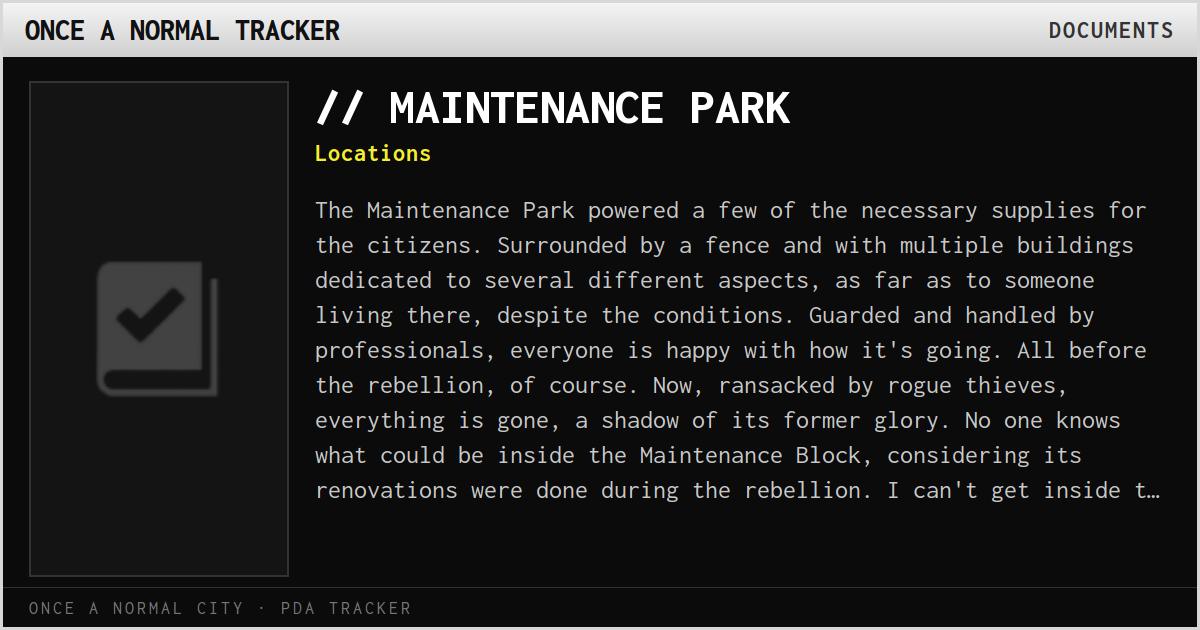 ONCE A NORMAL TRACKER
DOCUMENTS
// MAINTENANCE PARK
Locations
The Maintenance Park powered a few of the necessary supplies for
the citizens. Surrounded by a fence and with multiple buildings
dedicated to several different aspects, as far as to someone
living there, despite the conditions. Guarded and handled by
professionals, everyone is happy with how it's going. All before
the rebellion, of course. Now, ransacked by rogue thieves,
everything is gone, a shadow of its former glory. No one knows
what could be inside the Maintenance Block, considering its
renovations were done during the rebellion. I can't get inside t…
ONCE A NORMAL CITY · PDA TRACKER